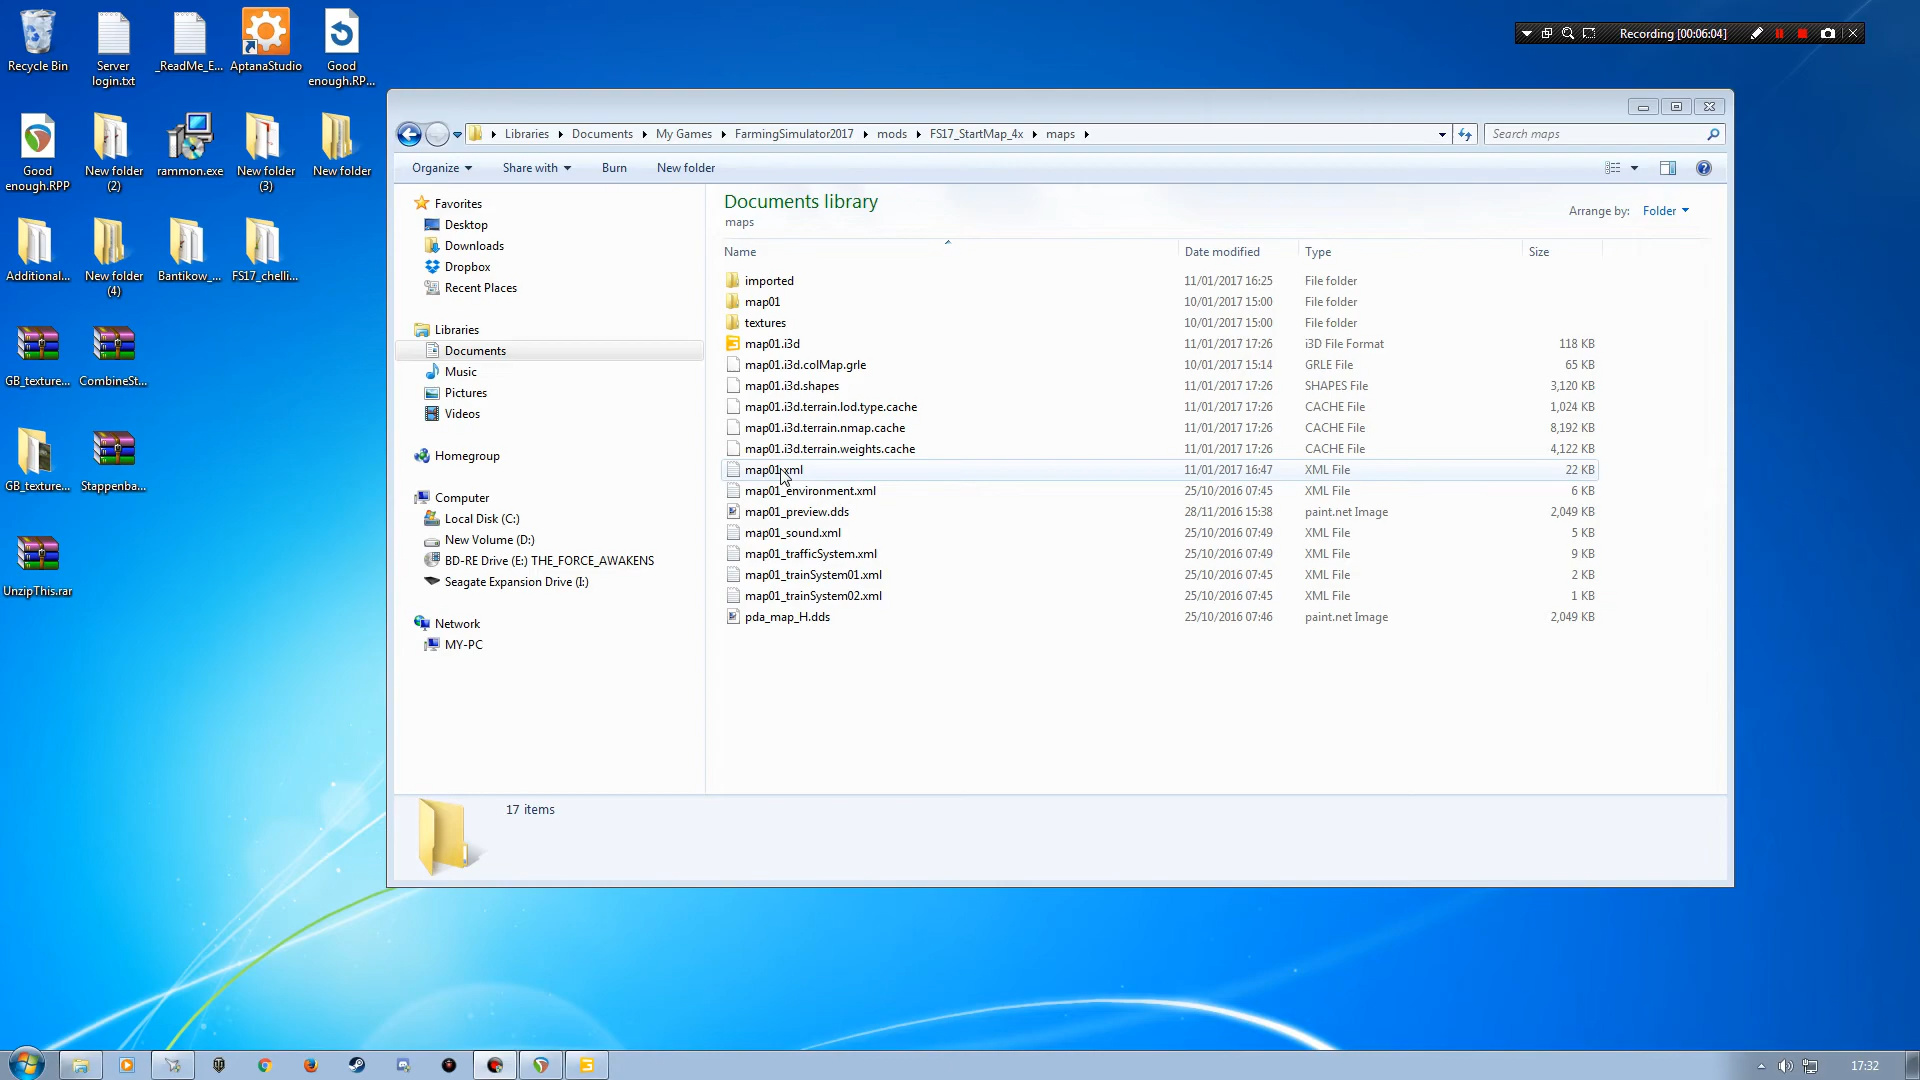 Recycle Bin
Server
login.txt
_ReadMe_E...
AptanaStudio
Good
enough.RP...
Recording [00:06:04]
Good
enough.RPP
New folder
(2)
rammon.exe
New folder
(3)
New folder
Additional...
New folder
(4)
Bantikow_...
FS17_chelli...
GB_texture...
CombineSt...
GB_texture...
Stappenba...
UnzipThis.rar
Libraries Documents My Games FarmingSimulator2017 mods FS17_StartMap_4x maps
Search maps
Organize Share with Burn New folder
Favorites
Desktop
Downloads
Dropbox
Recent Places
Libraries
Documents
Music
Pictures
Videos
Homegroup
Computer
Local Disk (C:)
New Volume (D:)
BD-RE Drive (E:) THE_FORCE_AWAKENS
Seagate Expansion Drive (I:)
Network
MY-PC
Documents library
maps
Arrange by: Folder
Name Date modified Type Size
imported 11/01/2017 16:25 File folder
map01 10/01/2017 15:00 File folder
textures 10/01/2017 15:00 File folder
map01.i3d 11/01/2017 17:26 i3D File Format 118 KB
map01.i3d.colMap.grle 10/01/2017 15:14 GRLE File 65 KB
map01.i3d.shapes 11/01/2017 17:26 SHAPES File 3,120 KB
map01.i3d.terrain.lod.type.cache 11/01/2017 17:26 CACHE File 1,024 KB
map01.i3d.terrain.nmap.cache 11/01/2017 17:26 CACHE File 8,192 KB
map01.i3d.terrain.weights.cache 11/01/2017 17:26 CACHE File 4,122 KB
map01.xml 11/01/2017 16:47 XML File 22 KB
map01_environment.xml 25/10/2016 07:45 XML File 6 KB
map01_preview.dds 28/11/2016 15:38 paint.net Image 2,049 KB
map01_sound.xml 25/10/2016 07:49 XML File 5 KB
map01_trafficSystem.xml 25/10/2016 07:49 XML File 9 KB
map01_trainSystem01.xml 25/10/2016 07:45 XML File 2 KB
map01_trainSystem02.xml 25/10/2016 07:45 XML File 1 KB
pda_map_H.dds 25/10/2016 07:46 paint.net Image 2,049 KB
17 items
17:32